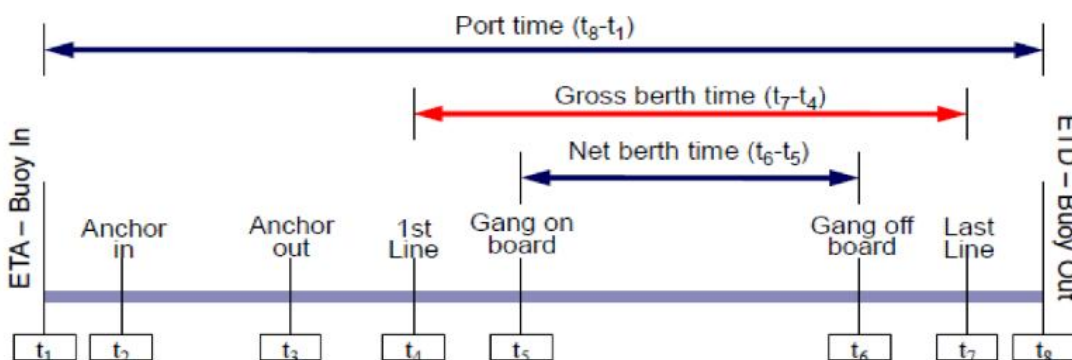 Port time (t₈-t₁)
Gross berth time (t₇-t₄)
Net berth time (t₆-t₅)
ETA – Buoy In
Anchor
in
Anchor
out
1st
Line
Gang on
board
Gang off
board
Last
Line
ETD – Buoy Out
t₁
t₂
t₃
t₄
t₅
t₆
t₇
t₈